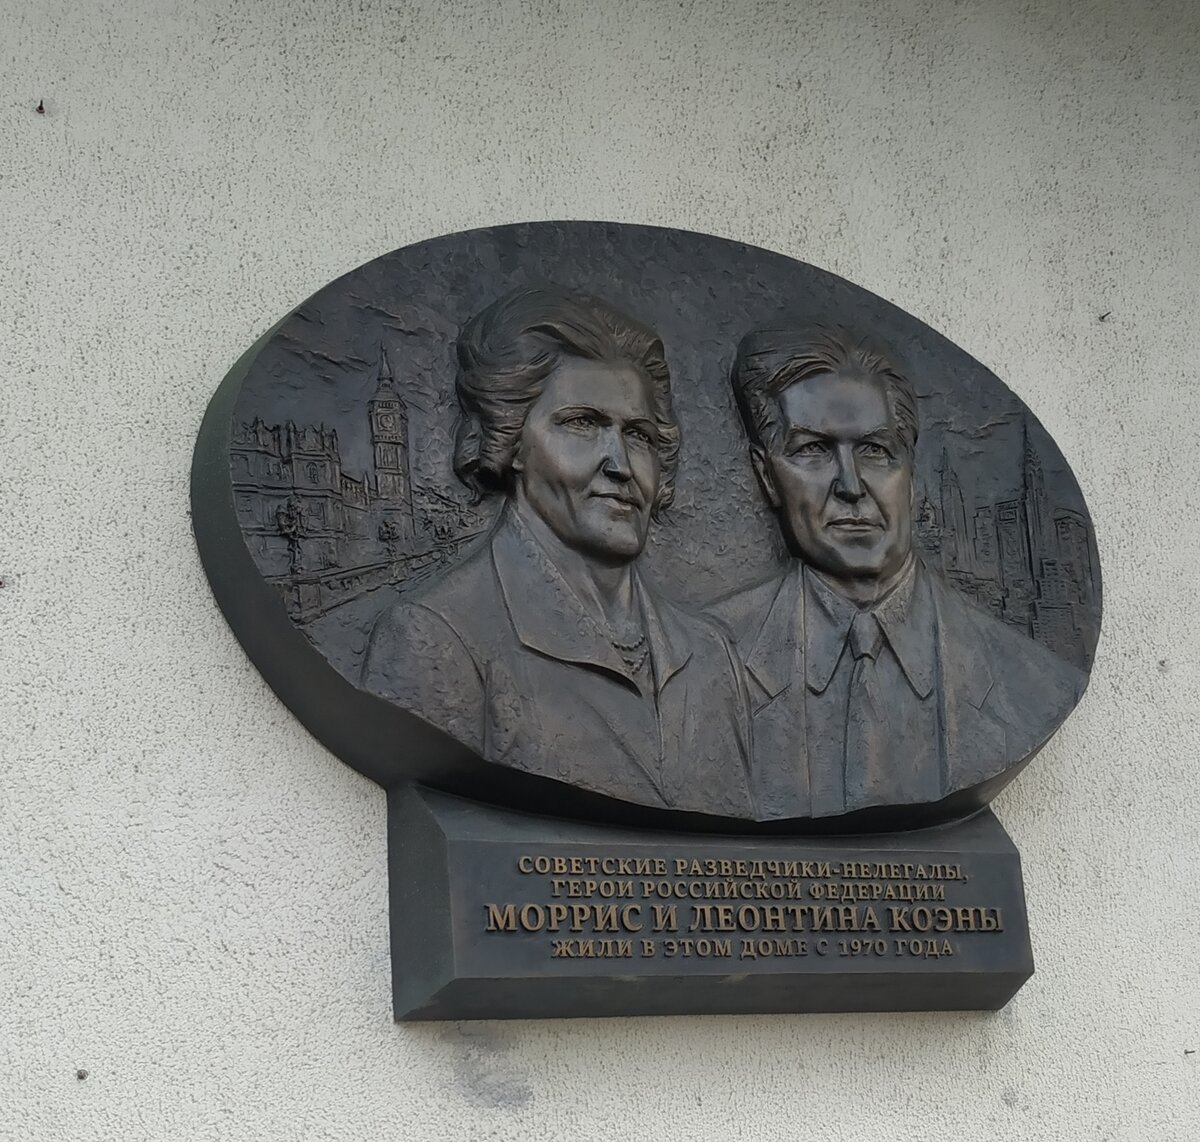 СОВЕТСКИЕ РАЗВЕДЧИКИ-НЕЛЕГАЛЫ,
ГЕРОИ РОССИЙСКОЙ ФЕДЕРАЦИИ
МОРРИС И ЛЕОНТИНА КОЭНЫ
ЖИЛИ В ЭТОМ ДОМЕ С 1970 ГОДА